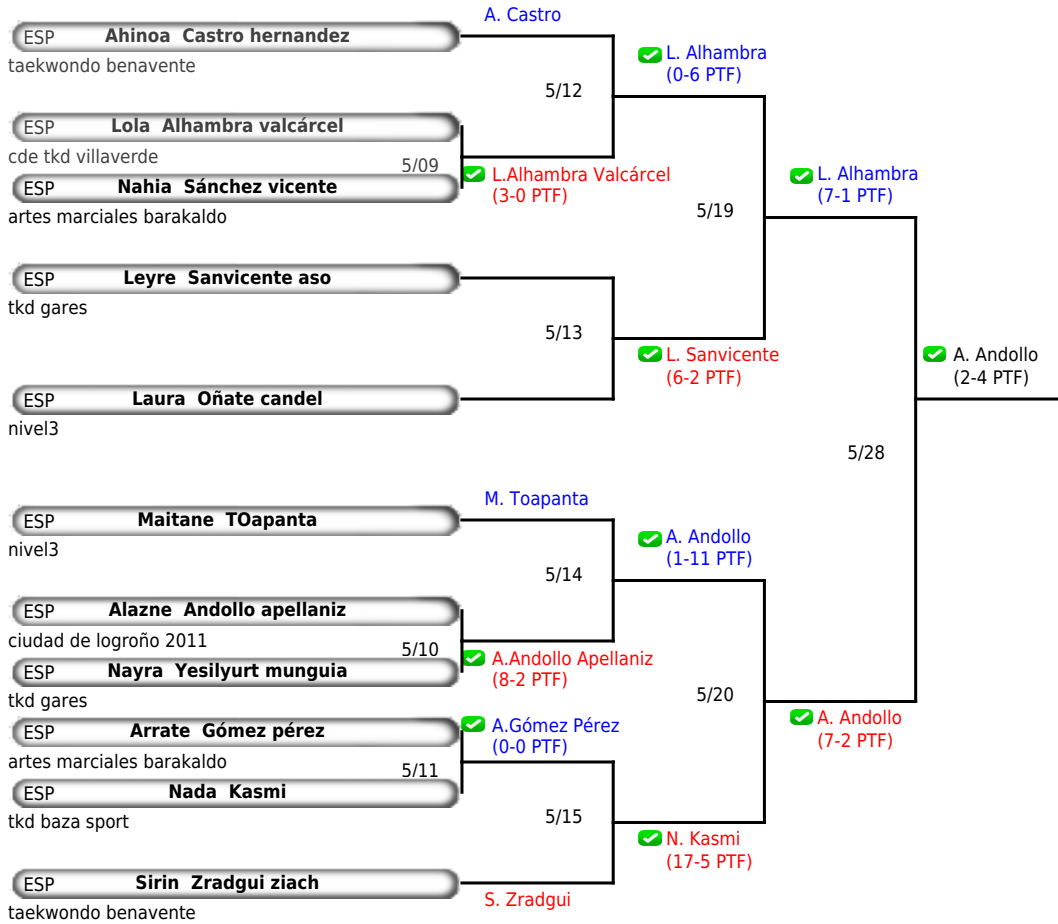 A. Castro
ESP Ahinoa Castro hernandez
taekwondo benavente
5/12
L. Alhambra
(0-6 PTF)
ESP Lola Alhambra valcárcel
cde tkd villaverde
5/09
ESP Nahia Sánchez vicente
artes marciales barakaldo
L.Alhambra Valcárcel
(3-0 PTF)
5/19
L. Alhambra
(7-1 PTF)
ESP Leyre Sanvicente aso
tkd gares
5/13
L. Sanvicente
(6-2 PTF)
ESP Laura Oñate candel
nivel3
A. Andollo
(2-4 PTF)
5/28
M. Toapanta
ESP Maitane TOapanta
nivel3
5/14
A. Andollo
(1-11 PTF)
ESP Alazne Andollo apellaniz
ciudad de logroño 2011
5/10
ESP Nayra Yesilyurt munguia
tkd gares
A.Andollo Apellaniz
(8-2 PTF)
5/20
A. Andollo
(7-2 PTF)
ESP Arrate Gómez pérez
artes marciales barakaldo
A.Gómez Pérez
(0-0 PTF)
5/11
ESP Nada Kasmi
tkd baza sport
5/15
N. Kasmi
(17-5 PTF)
ESP Sirin Zradgui ziach
taekwondo benavente
S. Zradgui